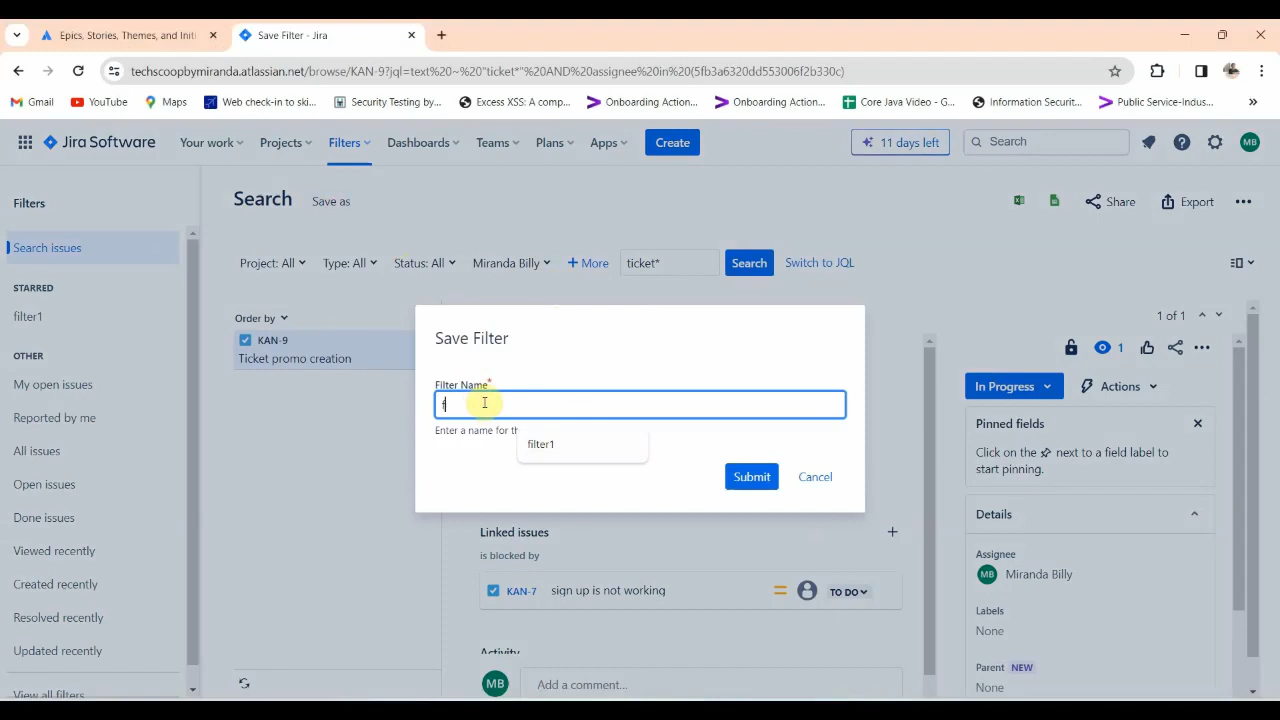 Epics, Stories, Themes, and Init
Save Filter - Jira
techscoopbymiranda.atlassian.net/browse/KAN-9?jql=text%20~%20"ticket*"%20AND%20assignee%20in%20(5fb3a6320dd553006f2b330c)
Gmail YouTube Maps Web check-in to ski... Security Testing by... Excess XSS: A comp... Onboarding Action... Onboarding Action... Core Java Video - G... Information Securit... Public Service-Indus...
Jira Software Your work Projects Filters Dashboards Teams Plans Apps Create 11 days left Search MB
Filters
Search Save as Share Export
Search issues
Project: All Type: All Status: All Miranda Billy + More ticket* Search Switch to JQL
STARRED
filter1
OTHER
My open issues
Reported by me
All issues
Open issues
Done issues
Viewed recently
Created recently
Resolved recently
Updated recently
View all filters
Order by
KAN-9
Ticket promo creation
Save Filter
Filter Name*
f
Enter a name for th
filter1
Submit Cancel
Linked issues
is blocked by
KAN-7 sign up is not working TO DO
Activity
MB Add a comment...
1 of 1
1
In Progress Actions
Pinned fields
Click on the next to a field label to
start pinning.
Details
Assignee
MB Miranda Billy
Labels
None
Parent NEW
None